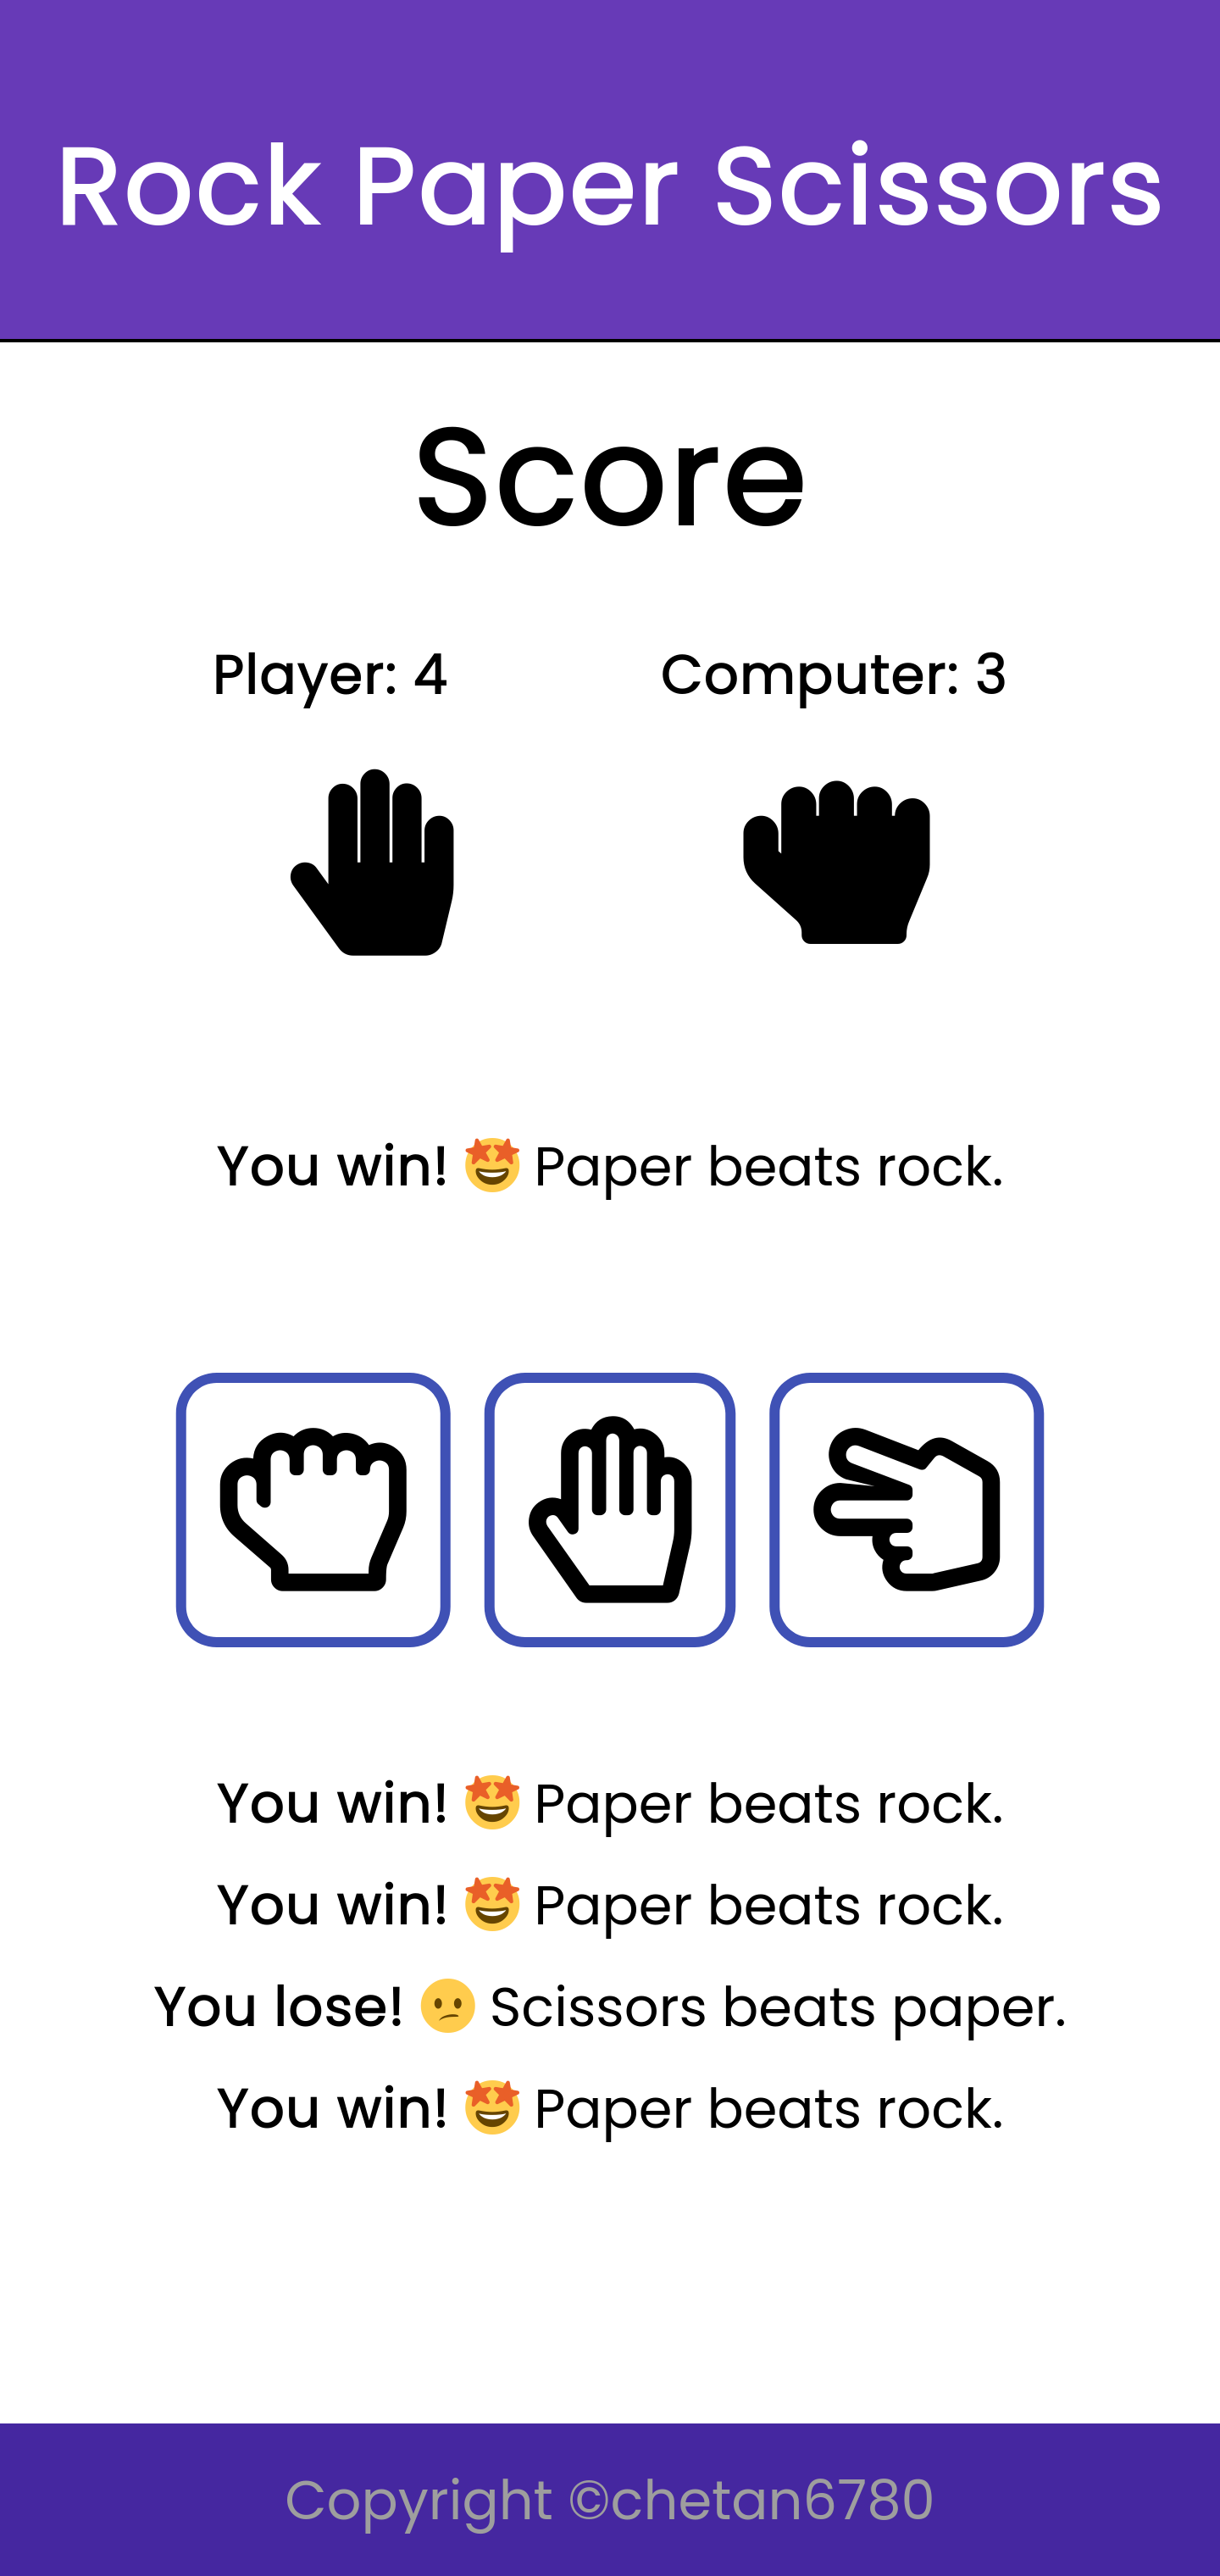 Rock Paper Scissors
Score
Player: 4
Computer: 3
You win! 🤩 Paper beats rock.
You win! 🤩 Paper beats rock.
You win! 🤩 Paper beats rock.
You lose! 😕 Scissors beats paper.
You win! 🤩 Paper beats rock.
Copyright ©chetan6780